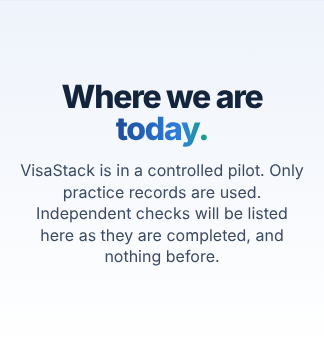 Where we are
today.
VisaStack is in a controlled pilot. Only
practice records are used.
Independent checks will be listed
here as they are completed, and
nothing before.